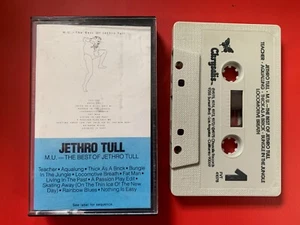 M.U. - The Best Of Jethro Tull
JETHRO TULL
M.U. — THE BEST OF JETHRO TULL
Teacher • Aqualung • Thick As A Brick • Bungle
In The Jungle • Locomotive Breath • Fat Man •
Living In The Past • A Passion Play Edit •
Skating Away (On The Thin Ice Of The New
Day) • Rainbow Blues • Nothing Is Easy
Chrysalis
1
JETHRO TULL - M.U. - THE BEST OF JETHRO TULL
TEACHER - AQUALUNG - THICK AS A BRICK - BUNGLE IN THE JUNGLE
LOCOMOTIVE BREATH